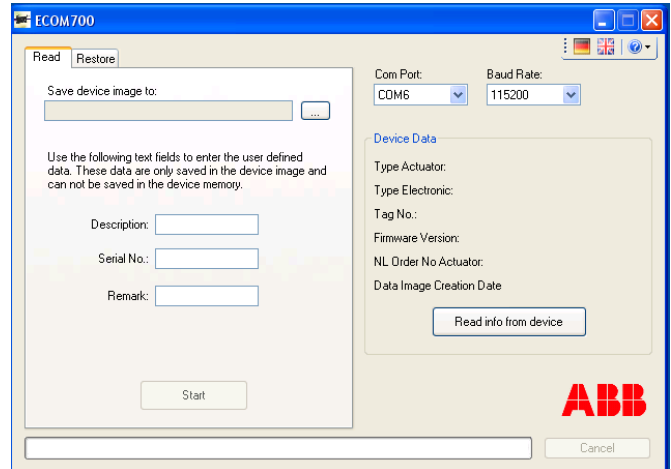 ECOM700
Read
Restore
Save device image to:
...
Use the following text fields to enter the user defined
data. These data are only saved in the device image and
can not be saved in the device memory.
Description:
Serial No.:
Remark:
Start
Com Port:
Baud Rate:
COM6
115200
Device Data
Type Actuator:
Type Electronic:
Tag No.:
Firmware Version:
NL Order No Actuator:
Data Image Creation Date
Read info from device
ABB
Cancel